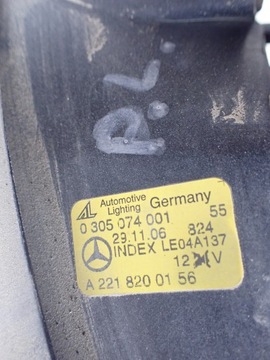 P.L.
AL Automotive Lighting Germany
0 305 074 001 55
29.11.06 824
INDEX LE04A137
12 V
A 221 820 01 56